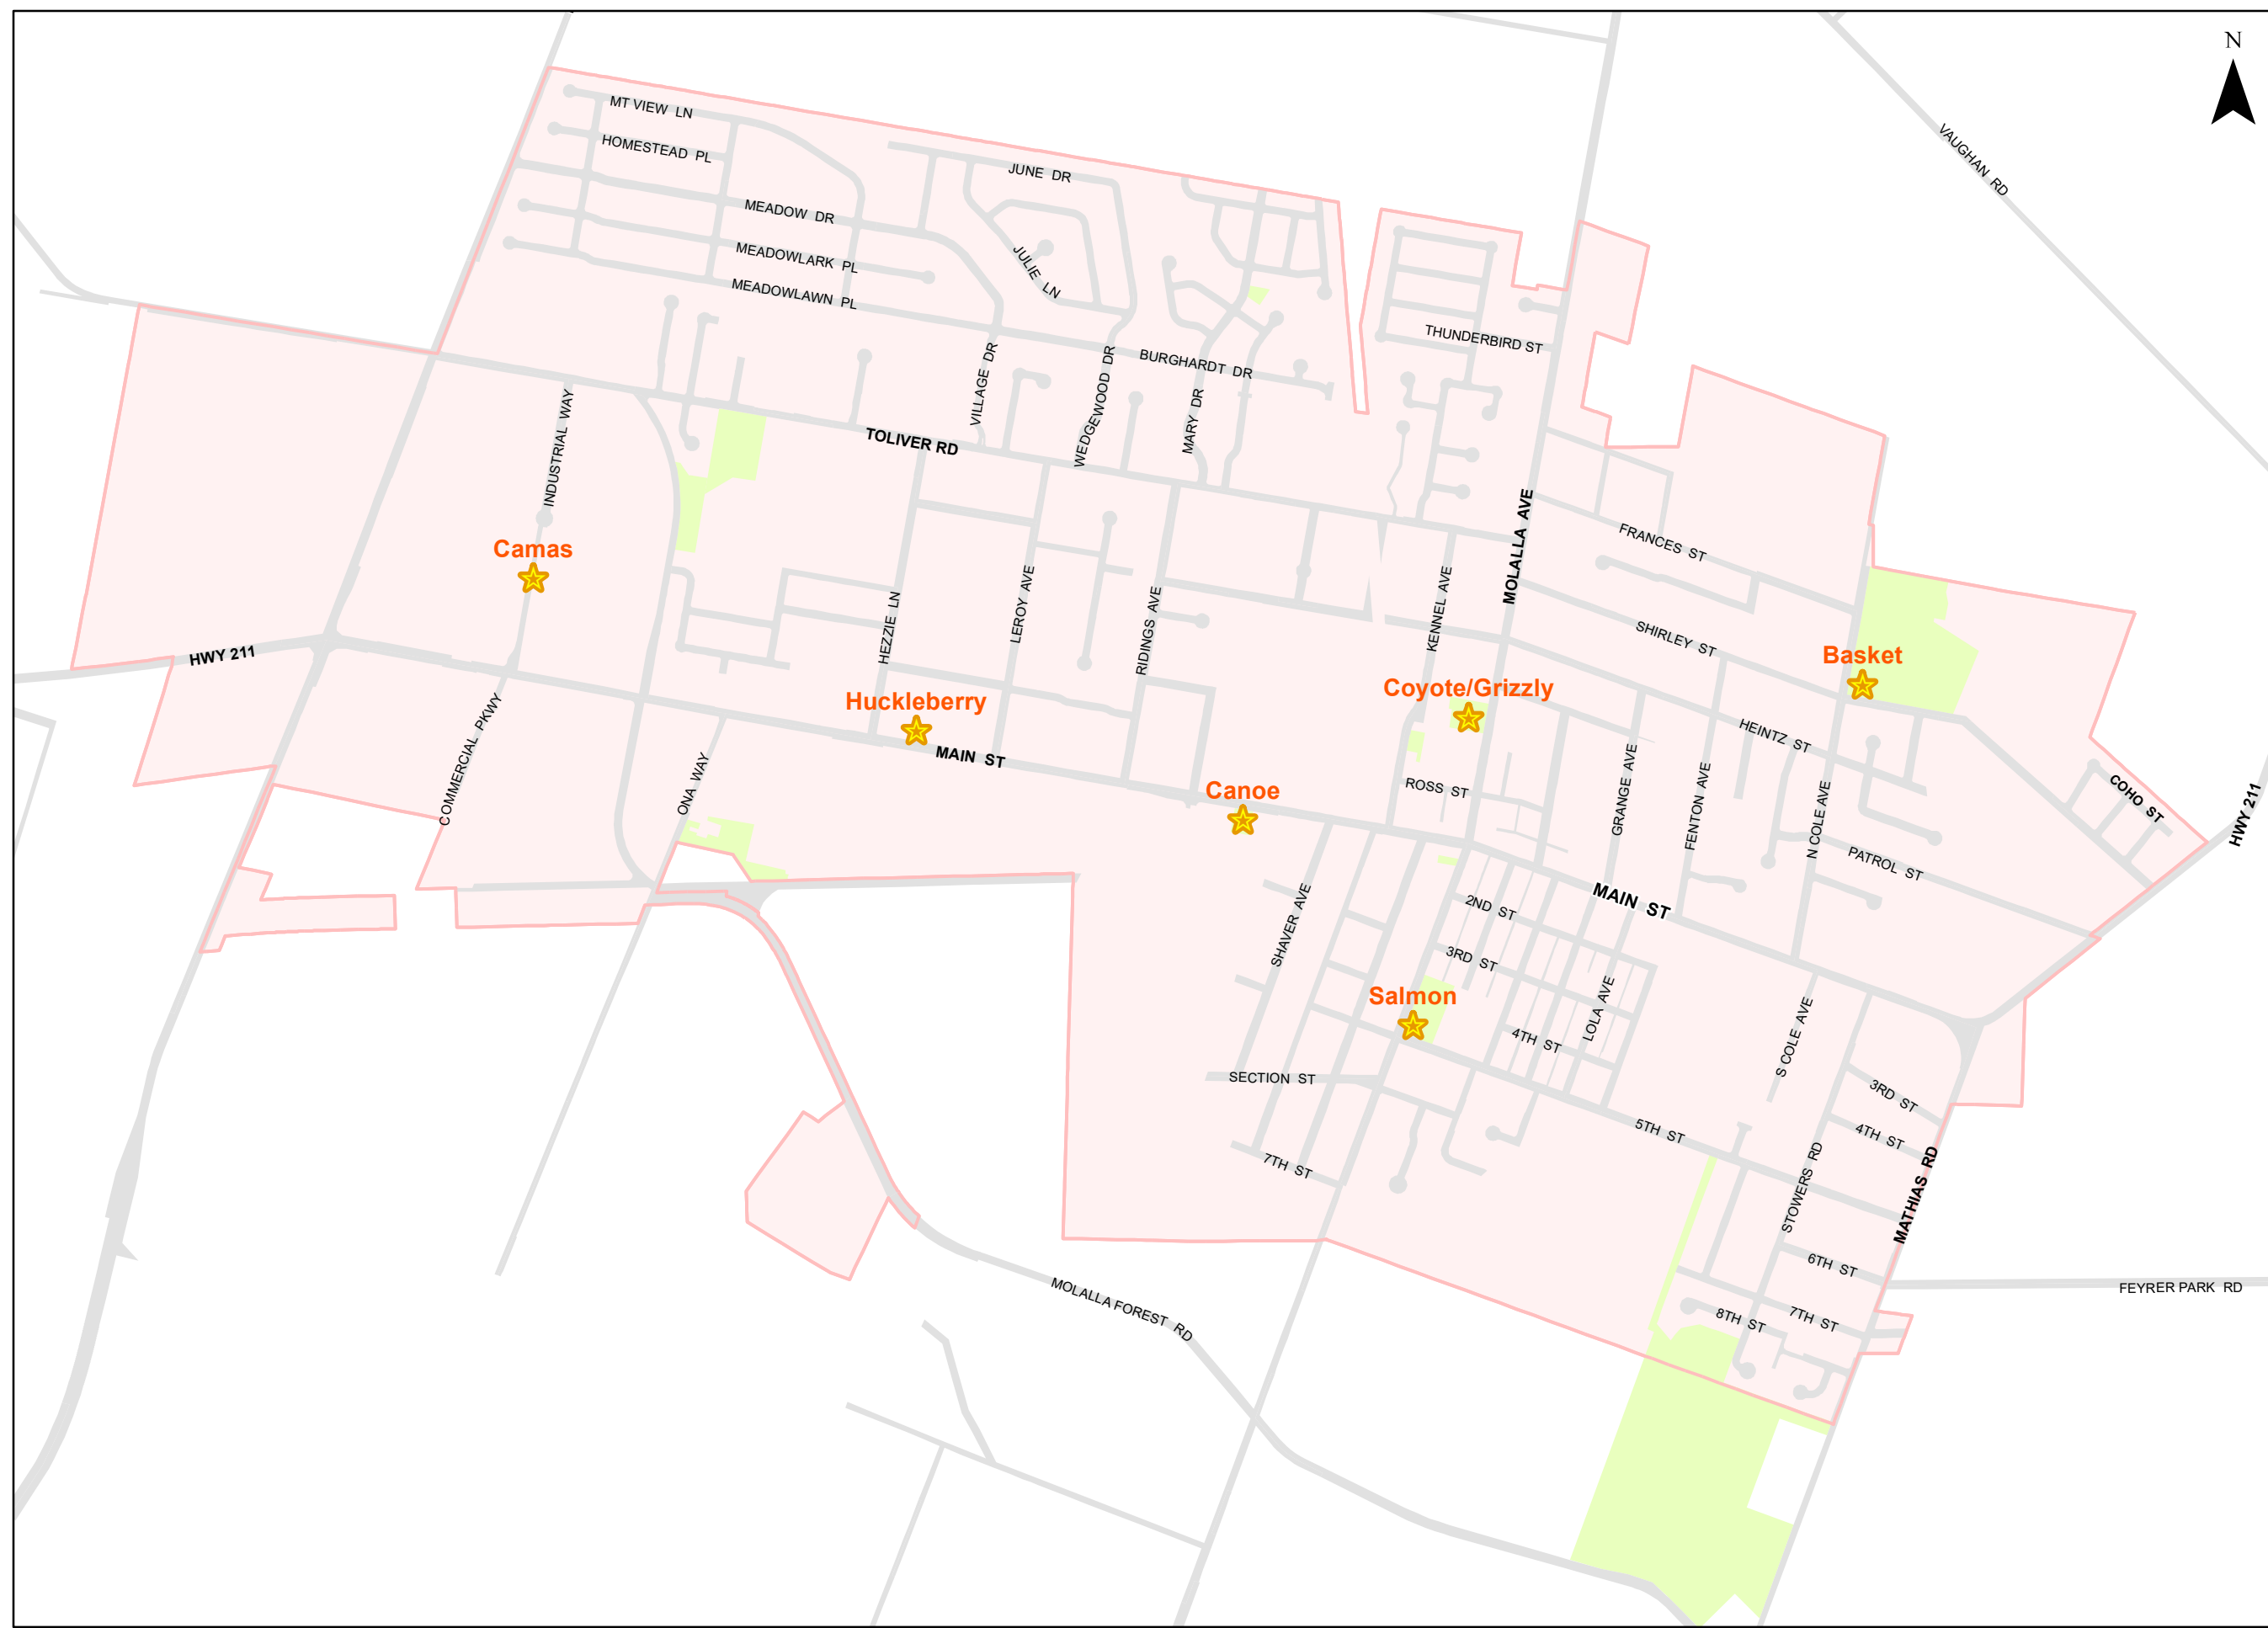 N
MT VIEW LN
HOMESTEAD PL
JUNE DR
VAUGHAN RD
MEADOW DR
MEADOWLARK PL
JULIE LN
MEADOWLAWN PL
THUNDERBIRD ST
BURGHARDT DR
VILLAGE DR
WEDGEWOOD DR
MARY DR
INDUSTRIAL WAY
TOLIVER RD
MOLALLA AVE
FRANCES ST
Camas
HEZZIE LN
LEROY AVE
RIDINGS AVE
KENNEL AVE
SHIRLEY ST
Basket
HWY 211
Huckleberry
Coyote/Grizzly
COMMERCIAL PKWY
ONA WAY
MAIN ST
HEINTZ ST
Canoe
ROSS ST
GRANGE AVE
FENTON AVE
N COLE AVE
COHO ST
HWY 211
PATROL ST
SHAVER AVE
2ND ST
MAIN ST
3RD ST
Salmon
LOLA AVE
4TH ST
S COLE AVE
SECTION ST
3RD ST
5TH ST
4TH ST
7TH ST
STOWERS RD
MATHIAS RD
6TH ST
FEYRER PARK RD
MOLALLA FOREST RD
8TH ST
7TH ST